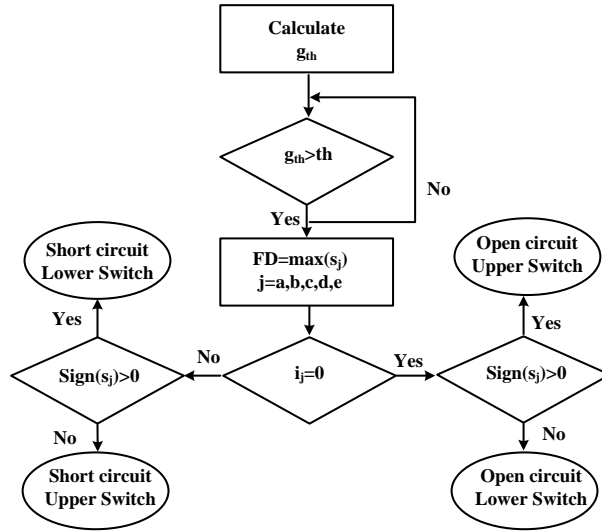 Calculate
gth
gth>th
No
Yes
Short circuit
Lower Switch
FD=max(sj)
j=a,b,c,d,e
Open circuit
Upper Switch
Yes
Yes
Sign(sj)>0
No
ij=0
Yes
Sign(sj)>0
No
No
Short circuit
Upper Switch
Open circuit
Lower Switch